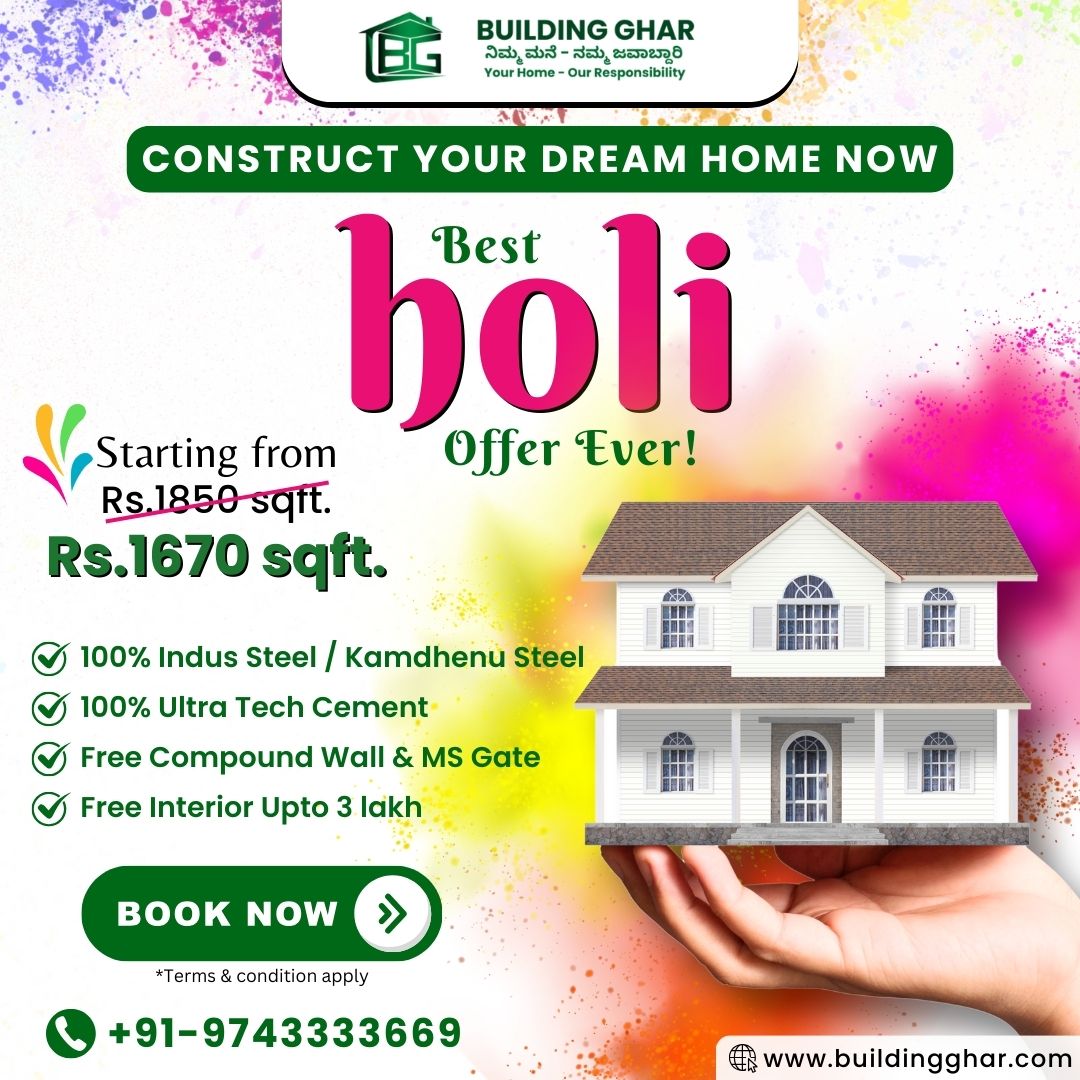 BG
BUILDING GHAR
ನಿಮ್ಮ ಮನೆ - ನಮ್ಮ ಜವಾಬ್ದಾರಿ
Your Home - Our Responsibility
CONSTRUCT YOUR DREAM HOME NOW
Best
holi
Offer Ever!
Starting from
Rs.1850 sqft.
Rs.1670 sqft.
100% Indus Steel / Kamdhenu Steel
100% Ultra Tech Cement
Free Compound Wall & MS Gate
Free Interior Upto 3 lakh
BOOK NOW
*Terms & condition apply
+91-9743333669
www.buildingghar.com